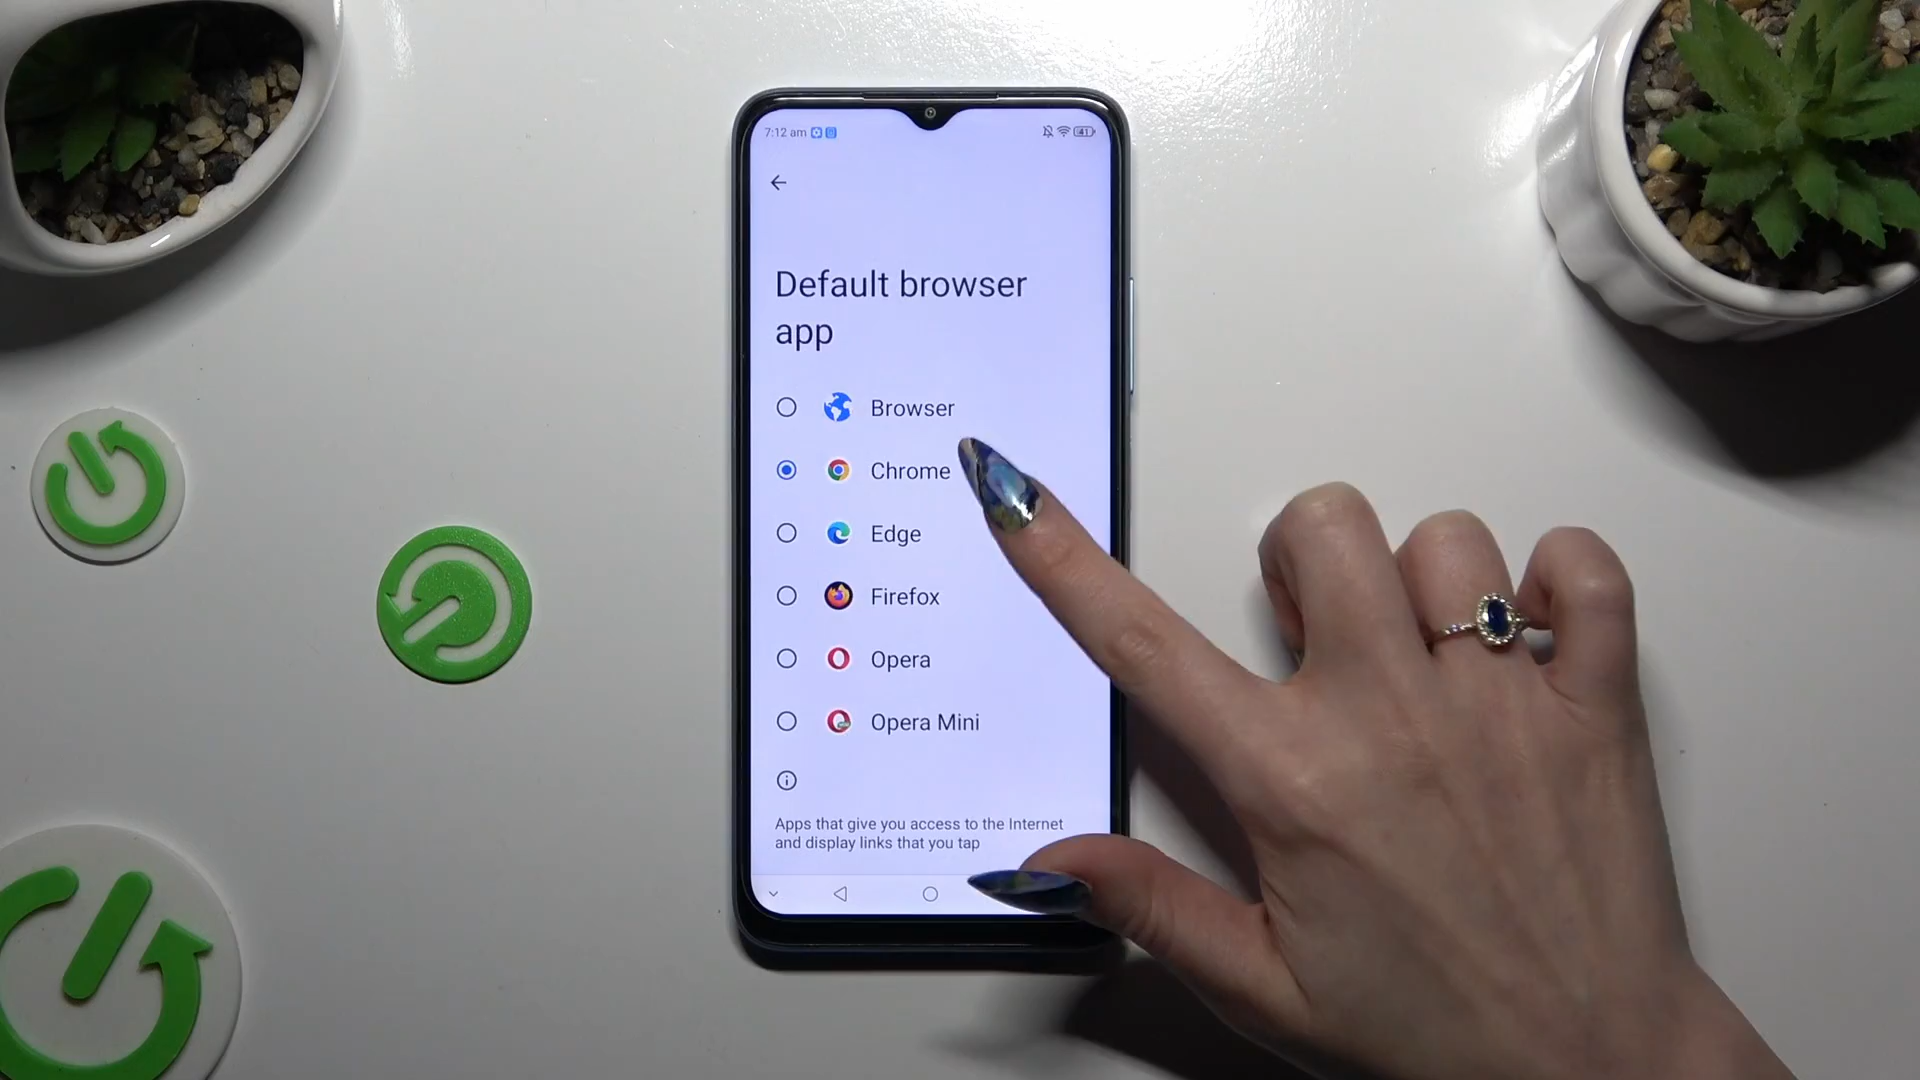 7:12 am
41
Default browser
app
Browser
Chrome
Edge
Firefox
Opera
Opera Mini
Apps that give you access to the Internet
and display links that you tap